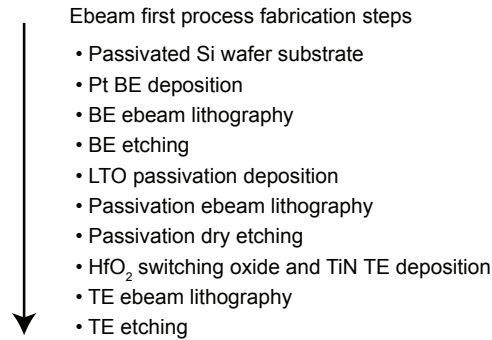 Ebeam first process fabrication steps
• Passivated Si wafer substrate
• Pt BE deposition
• BE ebeam lithography
• BE etching
• LTO passivation deposition
• Passivation ebeam lithography
• Passivation dry etching
• HfO₂ switching oxide and TiN TE deposition
• TE ebeam lithography
• TE etching